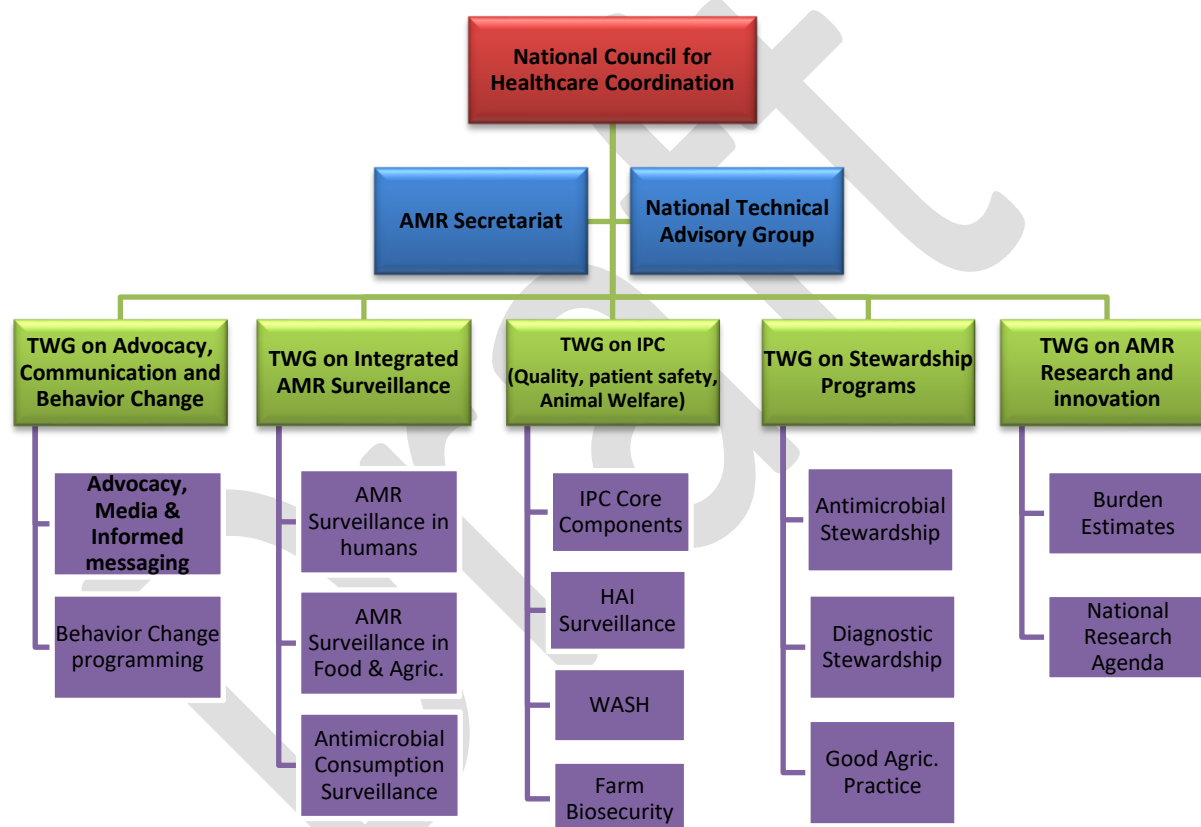 National Council for
Healthcare Coordination
AMR Secretariat
National Technical
Advisory Group
TWG on Advocacy,
Communication and
Behavior Change
TWG on Integrated
AMR Surveillance
TWG on IPC
(Quality, patient safety,
Animal Welfare)
TWG on Stewardship
Programs
TWG on AMR
Research and
innovation
Advocacy,
Media &
Informed
messaging
Behavior Change
programming
AMR
Surveillance in
humans
AMR
Surveillance in
Food & Agric.
Antimicrobial
Consumption
Surveillance
IPC Core
Components
HAI
Surveillance
WASH
Farm
Biosecurity
Antimicrobial
Stewardship
Diagnostic
Stewardship
Good Agric.
Practice
Burden
Estimates
National
Research
Agenda
Draft